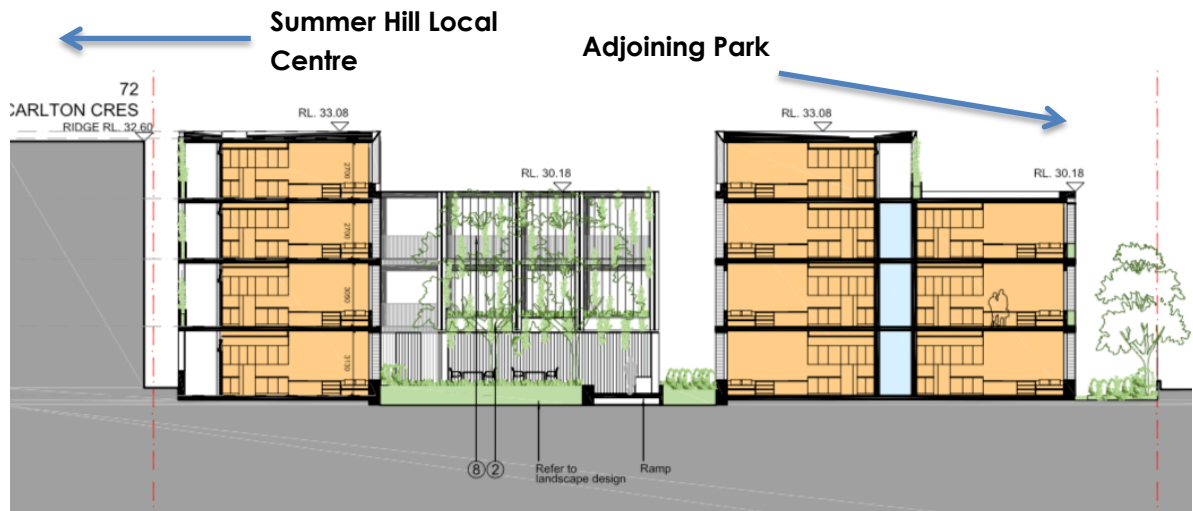 Summer Hill Local
Centre
Adjoining Park
72
CARLTON CRES
RIDGE RL. 32.60
RL. 33.08
RL. 30.18
RL. 33.08
RL. 30.18
2700
2700
3050
3130
8 2
Refer to
landscape design
Ramp